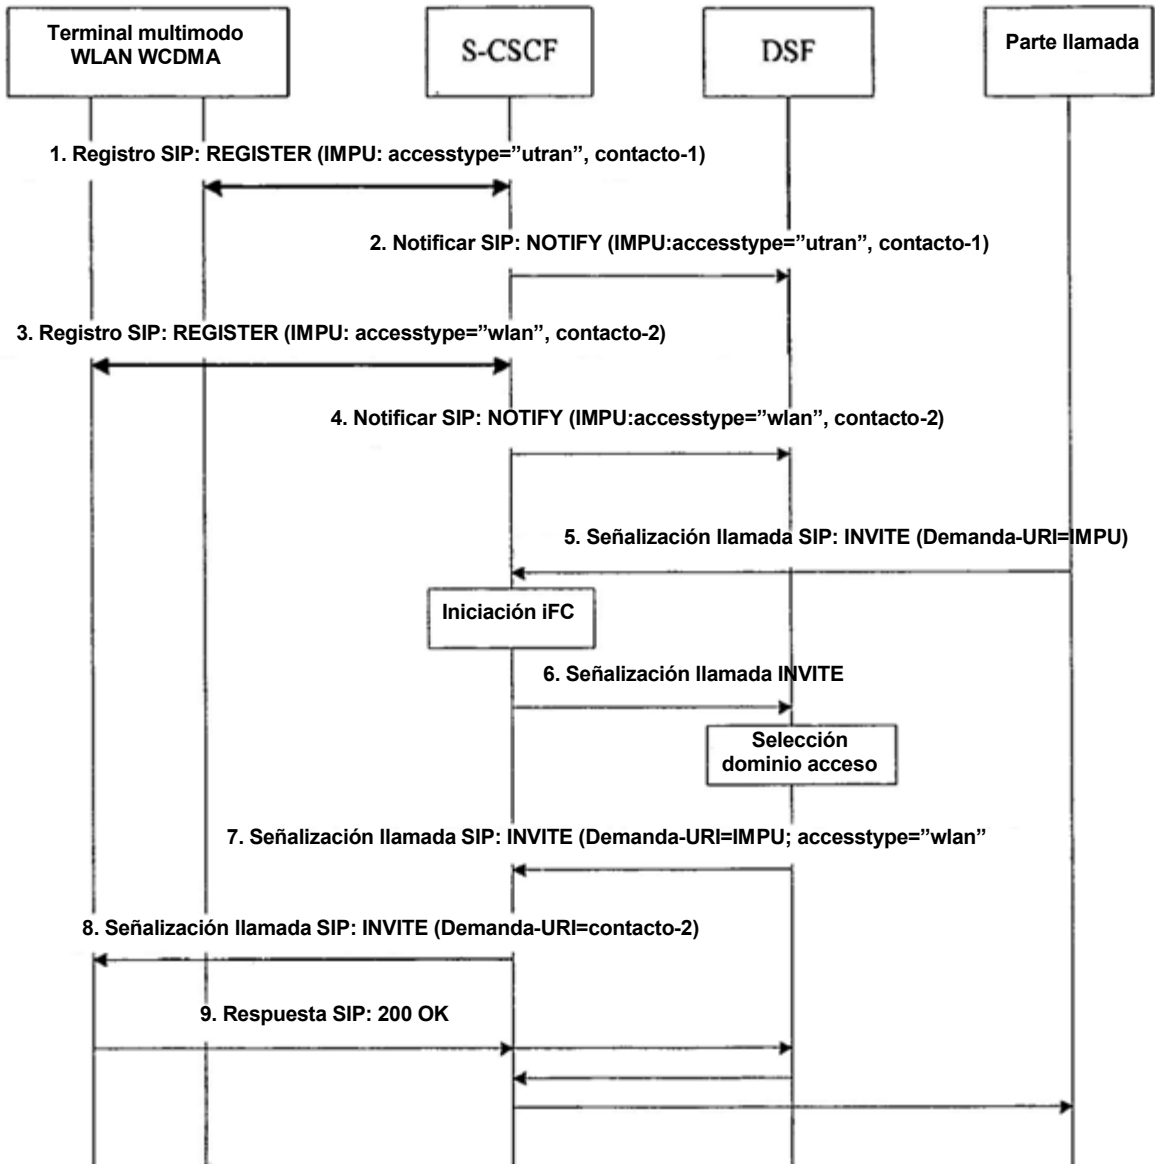 Terminal multimodo
WLAN WCDMA
S-CSCF
DSF
Parte llamada
1. Registro SIP: REGISTER (IMPU: accesstype=”utran”, contacto-1)
2. Notificar SIP: NOTIFY (IMPU:accesstype=”utran”, contacto-1)
3. Registro SIP: REGISTER (IMPU: accesstype=”wlan”, contacto-2)
4. Notificar SIP: NOTIFY (IMPU:accesstype=”wlan”, contacto-2)
5. Señalización llamada SIP: INVITE (Demanda-URI=IMPU)
Iniciación iFC
6. Señalización llamada INVITE
Selección
dominio acceso
7. Señalización llamada SIP: INVITE (Demanda-URI=IMPU; accesstype=”wlan”
8. Señalización llamada SIP: INVITE (Demanda-URI=contacto-2)
9. Respuesta SIP: 200 OK